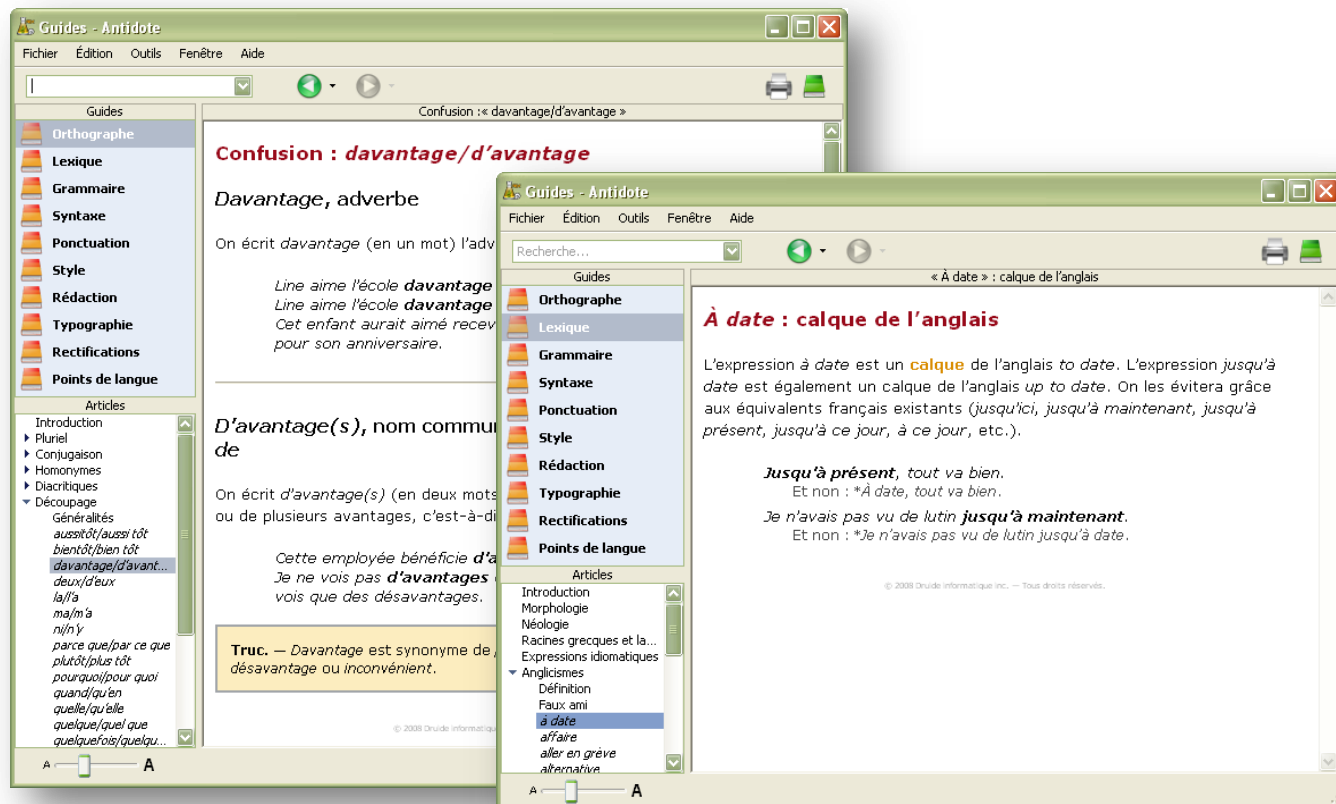 Guides - Antidote
Fichier Édition Outils Fenêtre Aide
Guides
Orthographe
Lexique
Grammaire
Syntaxe
Ponctuation
Style
Rédaction
Typographie
Rectifications
Points de langue
Articles
Introduction
Pluriel
Conjugaison
Homonymes
Diacritiques
Découpage
Généralités
aussitôt/aussi tôt
bientôt/bien tôt
davantage/d'avant...
deux/d'eux
la/l'a
ma/m'a
ni/n'y
parce que/par ce que
plutôt/plus tôt
pourquoi/pour quoi
quand/qu'en
quelle/qu'elle
quelque/quel que
quelquefois/quelqu...
A A
Confusion :« davantage/d'avantage »
Confusion : davantage/d'avantage
Davantage, adverbe
On écrit davantage (en un mot) l'adv
Line aime l'école davantage
Line aime l'école davantage
Cet enfant aurait aimé recev
pour son anniversaire.
D'avantage(s), nom commu
de
On écrit d'avantage(s) (en deux mots
ou de plusieurs avantages, c'est-à-di
Cette employée bénéficie d'a
Je ne vois pas d'avantages
vois que des désavantages.
Truc. — Davantage est synonyme de
désavantage ou inconvénient.
© 2008 Druide informatiqu
Guides - Antidote
Fichier Édition Outils Fenêtre Aide
Recherche...
Guides
Orthographe
Lexique
Grammaire
Syntaxe
Ponctuation
Style
Rédaction
Typographie
Rectifications
Points de langue
Articles
Introduction
Morphologie
Néologie
Racines grecques et la...
Expressions idiomatiques
Anglicismes
Définition
Faux ami
à date
affaire
aller en grève
alternative
A A
« À date » : calque de l'anglais
À date : calque de l'anglais
L'expression à date est un calque de l'anglais to date. L'expression jusqu'à
date est également un calque de l'anglais up to date. On les évitera grâce
aux équivalents français existants (jusqu'ici, jusqu'à maintenant, jusqu'à
présent, jusqu'à ce jour, à ce jour, etc.).
Jusqu'à présent, tout va bien.
Et non : *À date, tout va bien.
Je n'avais pas vu de lutin jusqu'à maintenant.
Et non : *Je n'avais pas vu de lutin jusqu'à date.
© 2008 Druide informatique inc. — Tous droits réservés.